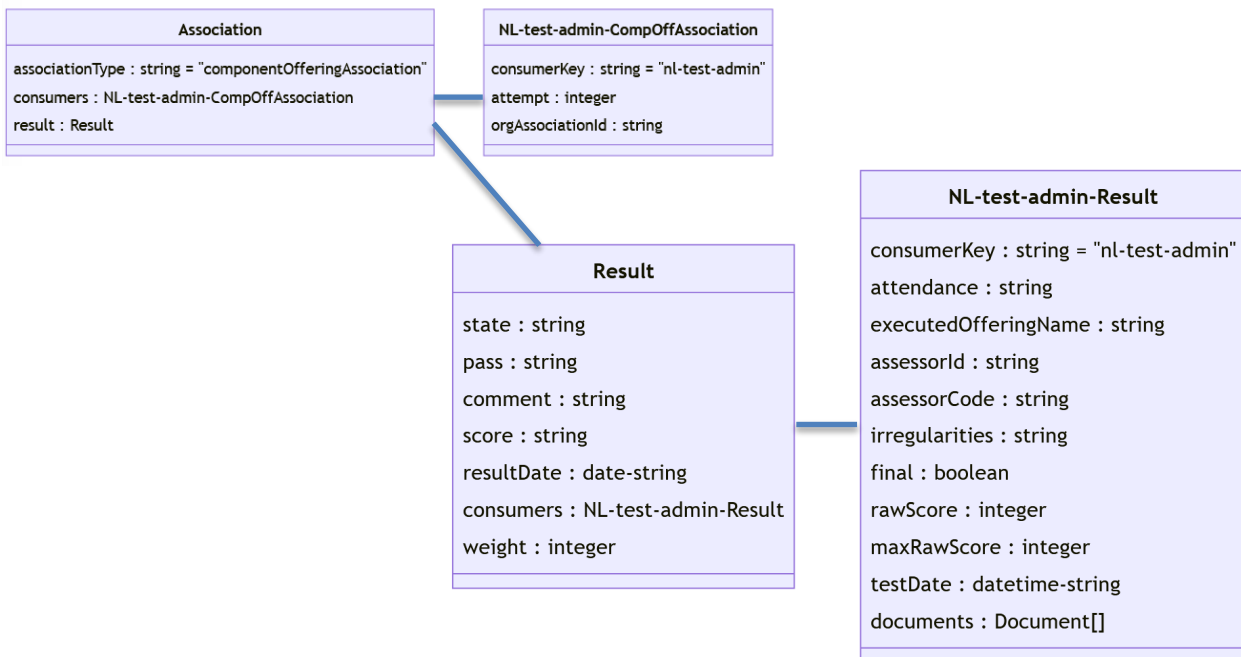 Association
associationType : string = "componentOfferingAssociation"
consumers : NL-test-admin-CompOffAssociation
result : Result
NL-test-admin-CompOffAssociation
consumerKey : string = "nl-test-admin"
attempt : integer
orgAssociationId : string
Result
state : string
pass : string
comment : string
score : string
resultDate : date-string
consumers : NL-test-admin-Result
weight : integer
NL-test-admin-Result
consumerKey : string = "nl-test-admin"
attendance : string
executedOfferingName : string
assessorId : string
assessorCode : string
irregularities : string
final : boolean
rawScore : integer
maxRawScore : integer
testDate : datetime-string
documents : Document[]